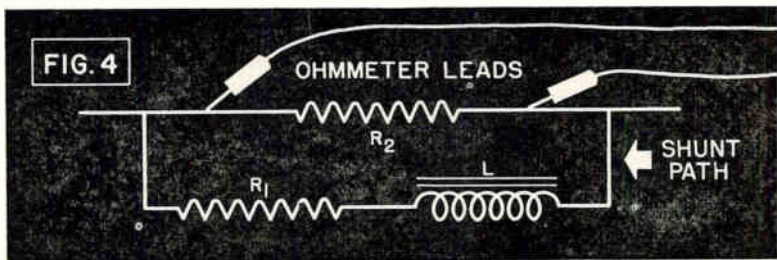 FIG. 4
OHMMETER LEADS
R2
L
R1
SHUNT
PATH